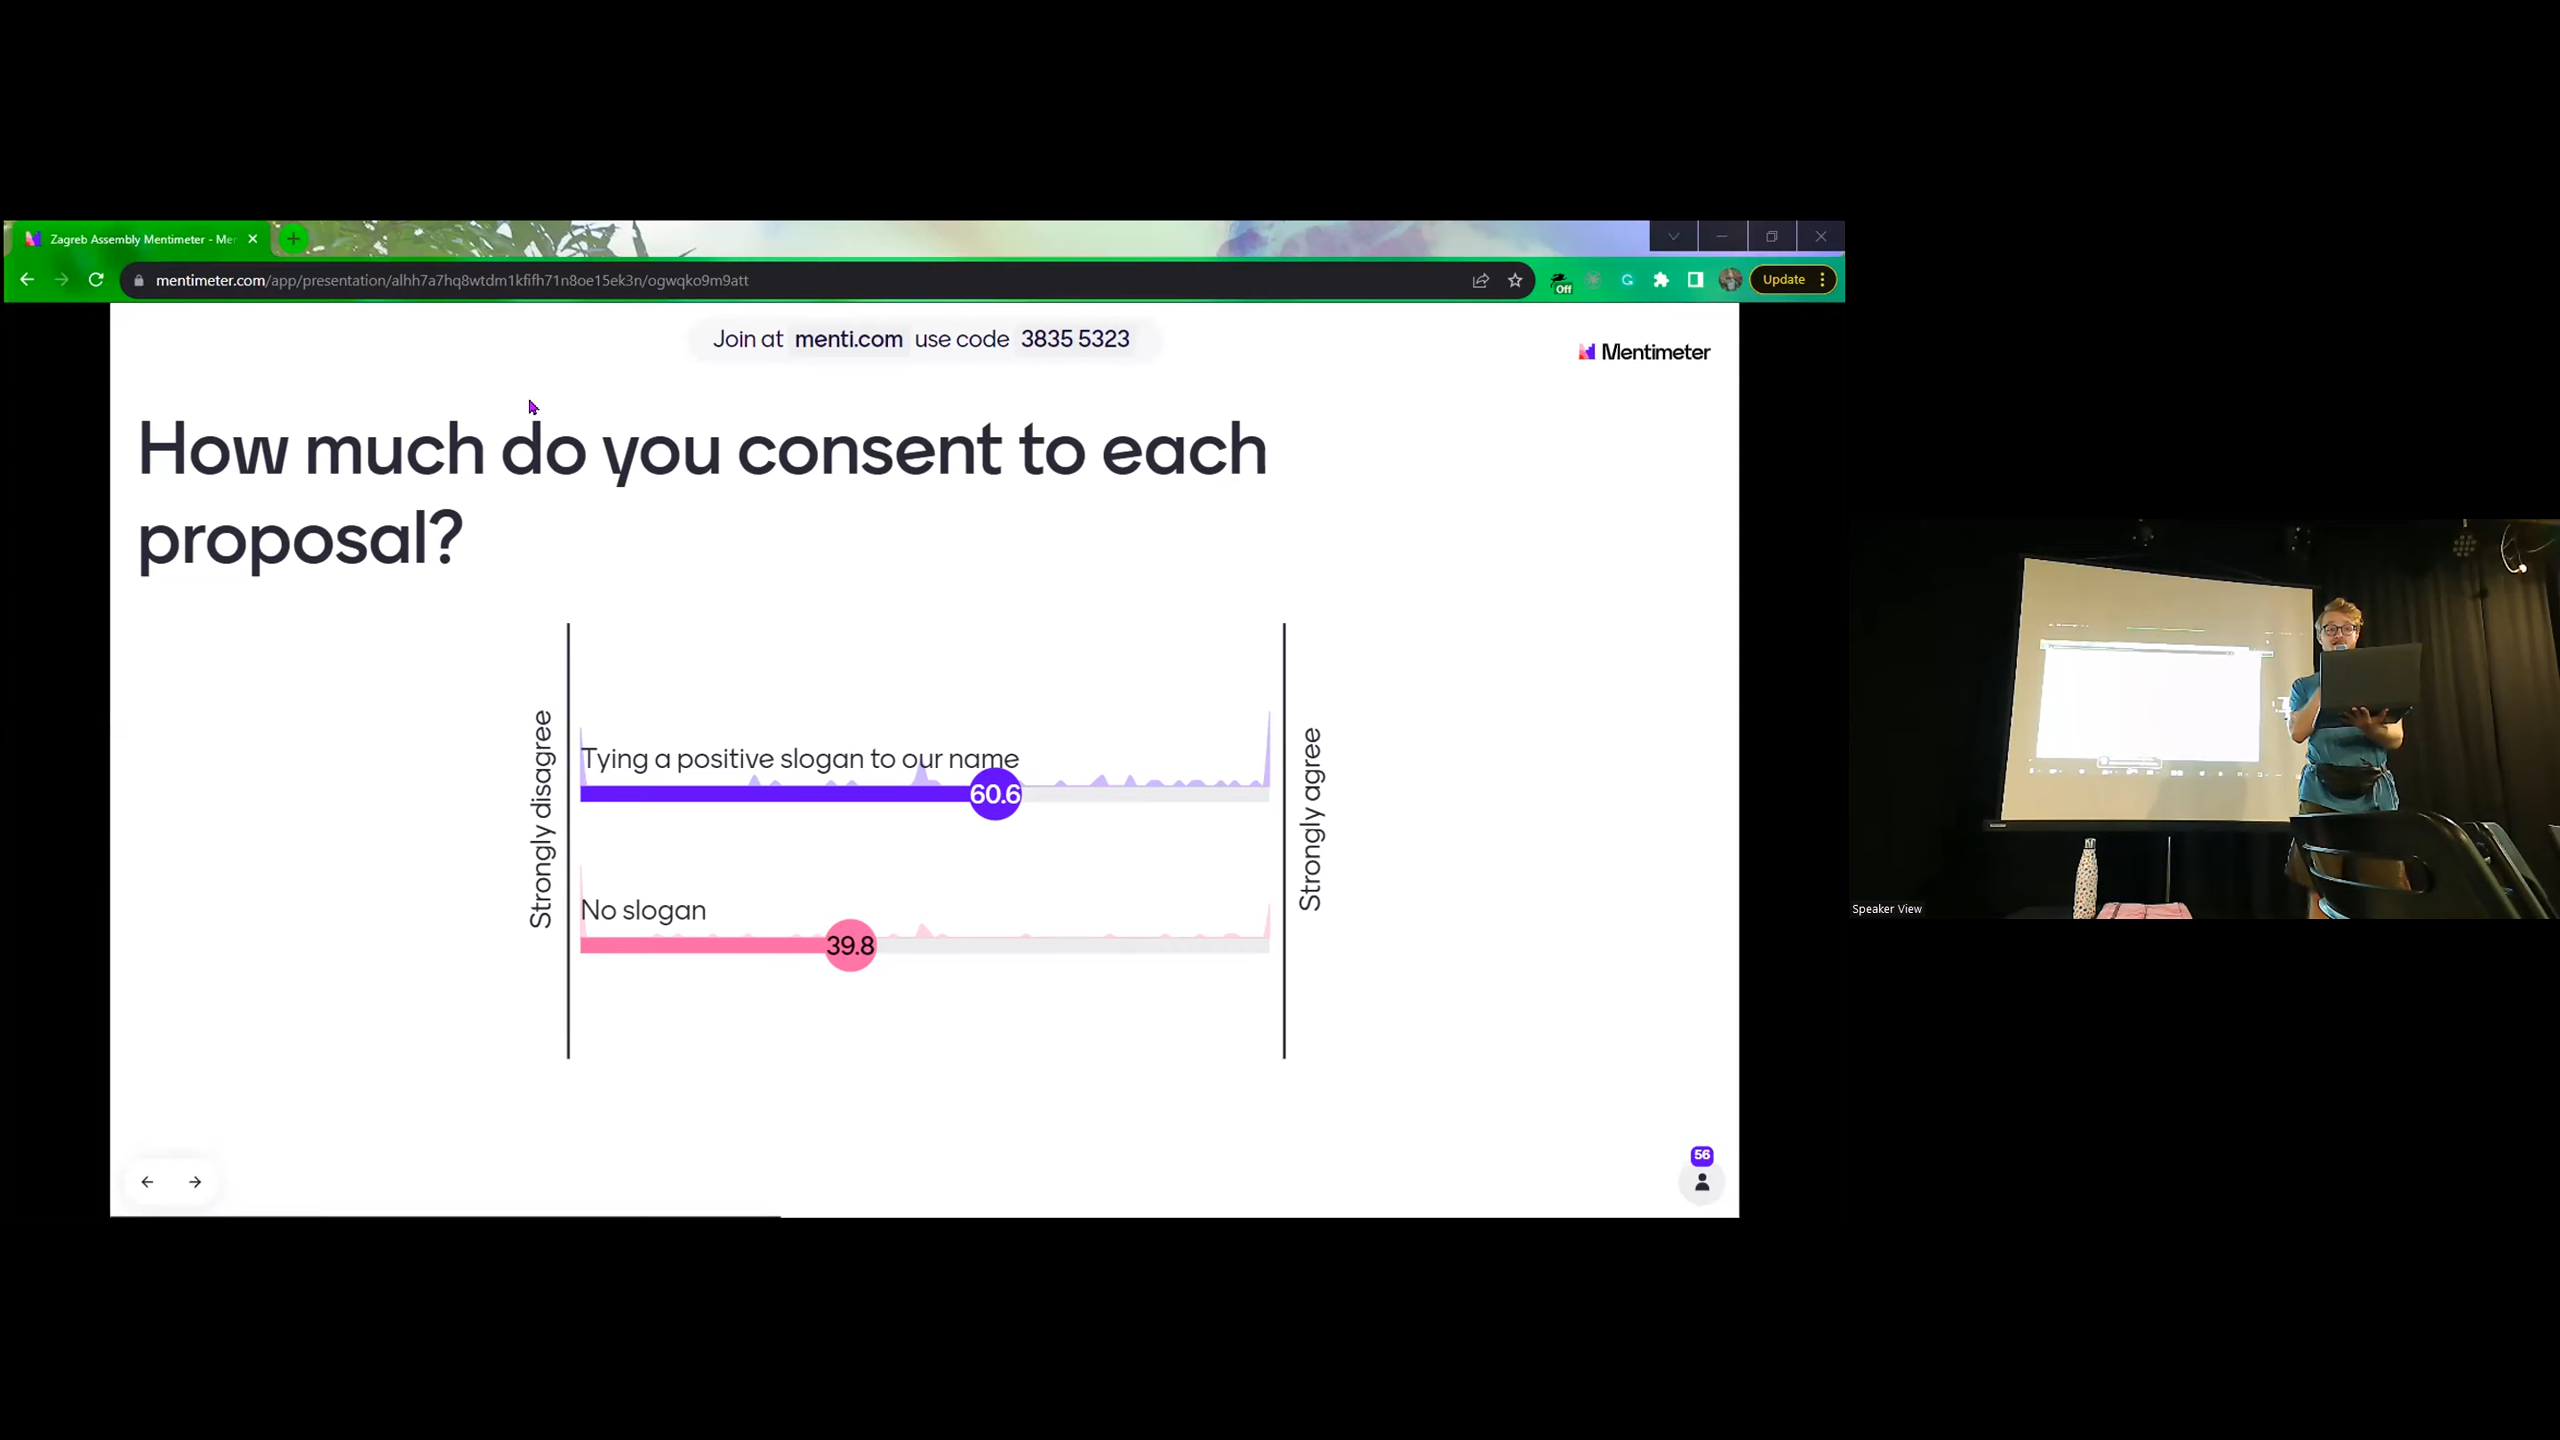 Zagreb Assembly Mentimeter - Me
mentimeter.com/app/presentation/alhh7a7hq8wtdm1kfifh71n8oe15ek3n/ogwqko9m9att
Off
Update
Join at menti.com use code 3835 5323
Mentimeter
How much do you consent to each
proposal?
Strongly disagree
Tying a positive slogan to our name
60.6
No slogan
39.8
Strongly agree
56
Speaker View